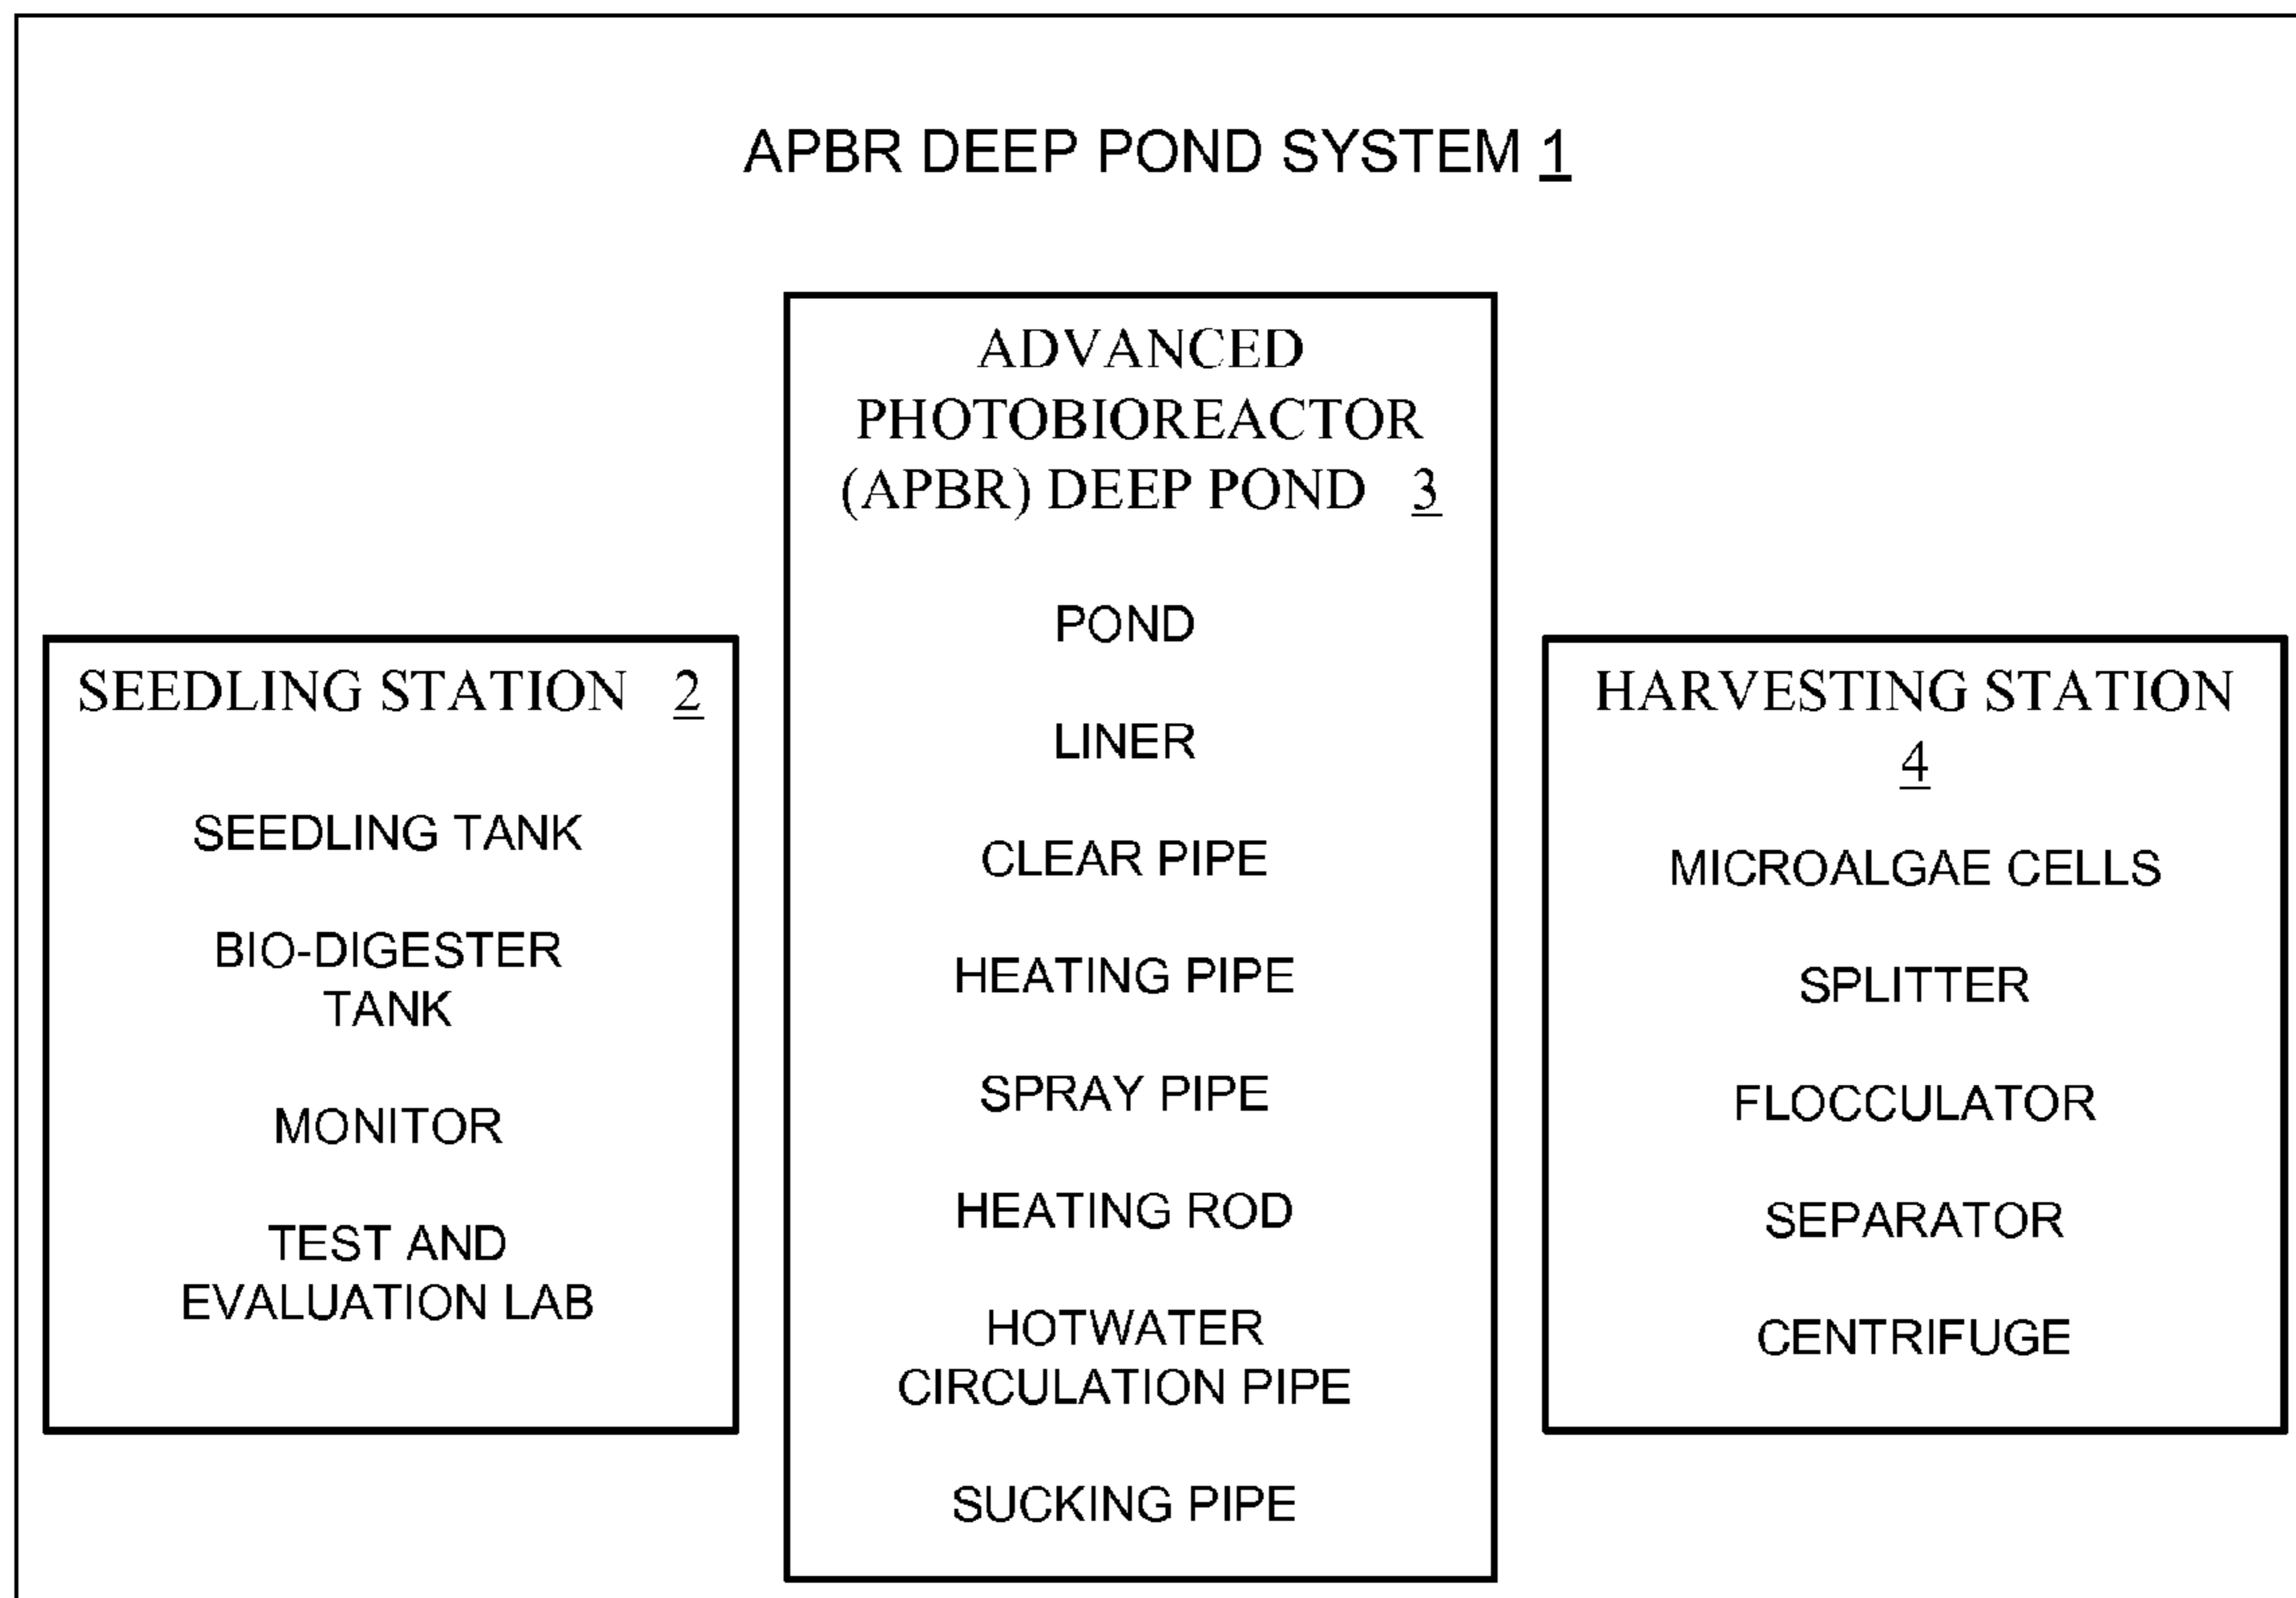 APBR DEEP POND SYSTEM 1
SEEDLING STATION 2
SEEDLING TANK
BIO-DIGESTER
TANK
MONITOR
TEST AND
EVALUATION LAB
ADVANCED
PHOTOBIOREACTOR
(APBR) DEEP POND 3
POND
LINER
CLEAR PIPE
HEATING PIPE
SPRAY PIPE
HEATING ROD
HOTWATER
CIRCULATION PIPE
SUCKING PIPE
HARVESTING STATION
4
MICROALGAE CELLS
SPLITTER
FLOCCULATOR
SEPARATOR
CENTRIFUGE